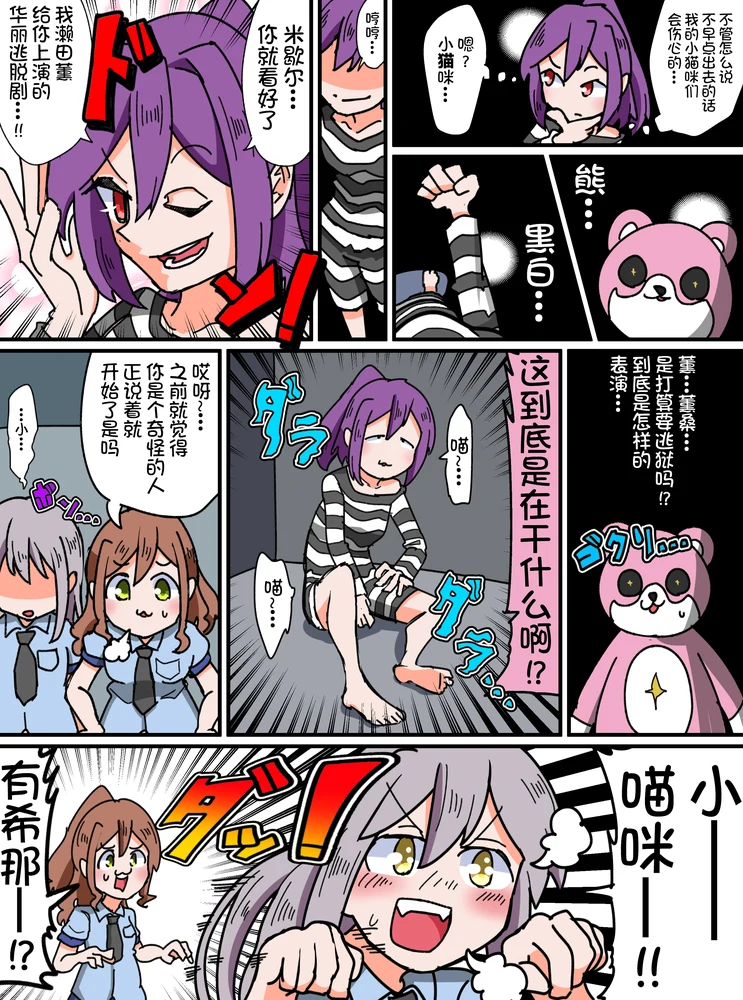 不管怎么说
不早点出去的话
我的小猫咪们
会伤心的…
嗯？
小猫咪…
熊…
黑白…
哼哼…
米歇尔…
你就看好了
ドン！
我濑田薰
给你上演的
华丽逃脱剧…!!
薰…薰桑
是打算要逃狱吗!?
到底是怎样的
表演…
ゴクリ…
这到底是在干什么啊!?
ダラ
喵~…
喵~…
ダラ
哎呀~…
之前就觉得
你是个奇怪的人
正说着就
开始了是吗
…小…
ボソ…
小——
喵咪—!!
ダッ！
有希那—!?